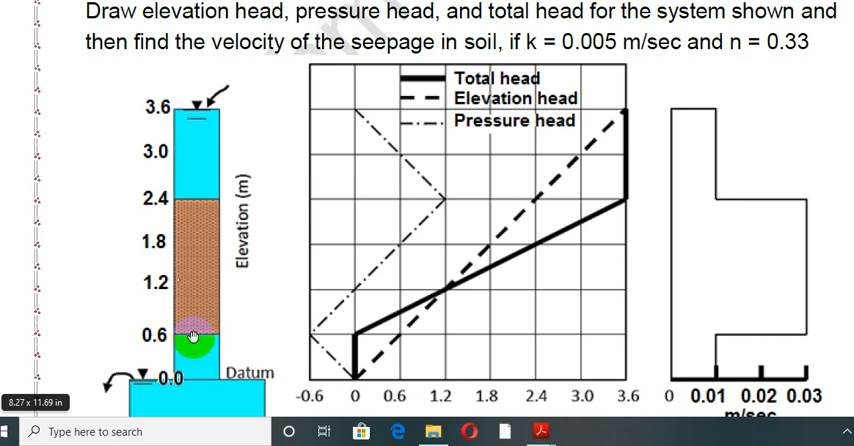 Draw elevation head, pressure head, and total head for the system shown and
then find the velocity of the seepage in soil, if k = 0.005 m/sec and n = 0.33
Total head
Elevation head
Pressure head
3.6
3.0
2.4
1.8
1.2
0.6
0.0
Elevation (m)
Datum
-0.6 0 0.6 1.2 1.8 2.4 3.0 3.6
0 0.01 0.02 0.03
m/sec
8.27 x 11.69 in
Type here to search